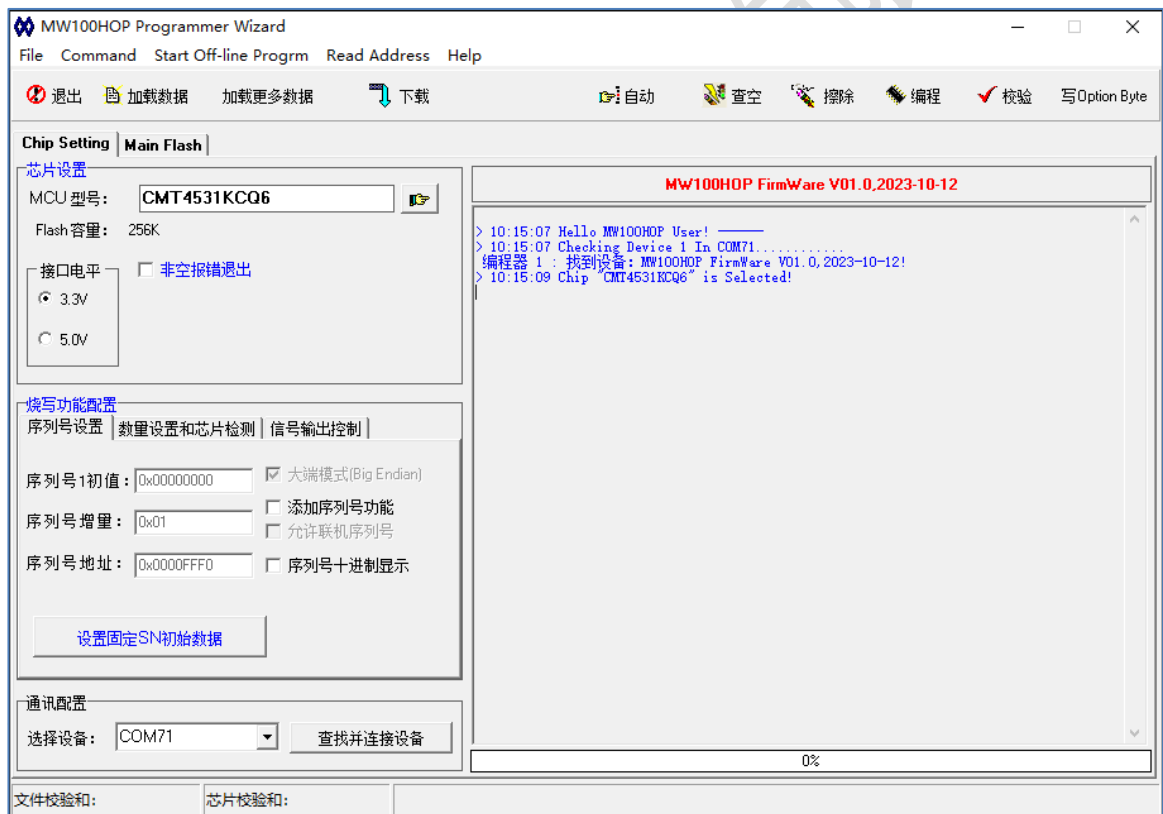 MW100HOP Programmer Wizard
File Command Start Off-line Progrm Read Address Help
退出 加载数据 加载更多数据 下载 自动 查空 擦除 编程 校验 写Option Byte
Chip Setting Main Flash
芯片设置
MCU 型号: CMT4531KCQ6
Flash 容量: 256K
接口电平 非空报错退出
3.3V
5.0V
烧写功能配置
序列号设置 数量设置和芯片检测 信号输出控制
序列号1初值: 0x00000000 大端模式(Big Endian)
添加序列号功能
序列号增量: 0x01
允许联机序列号
序列号地址: 0x0000FFF0 序列号十进制显示
设置固定SN初始数据
通讯配置
选择设备: COM71 查找并连接设备
MW100HOP FirmWare V01.0,2023-10-12
> 10:15:07 Hello MW100HOP User! ─────
> 10:15:07 Checking Device 1 In COM71............
编程器 1 : 找到设备: MW100HOP FirmWare V01.0,2023-10-12!
> 10:15:09 Chip "CMT4531KCQ6" is Selected!
0%
文件校验和: 芯片校验和: